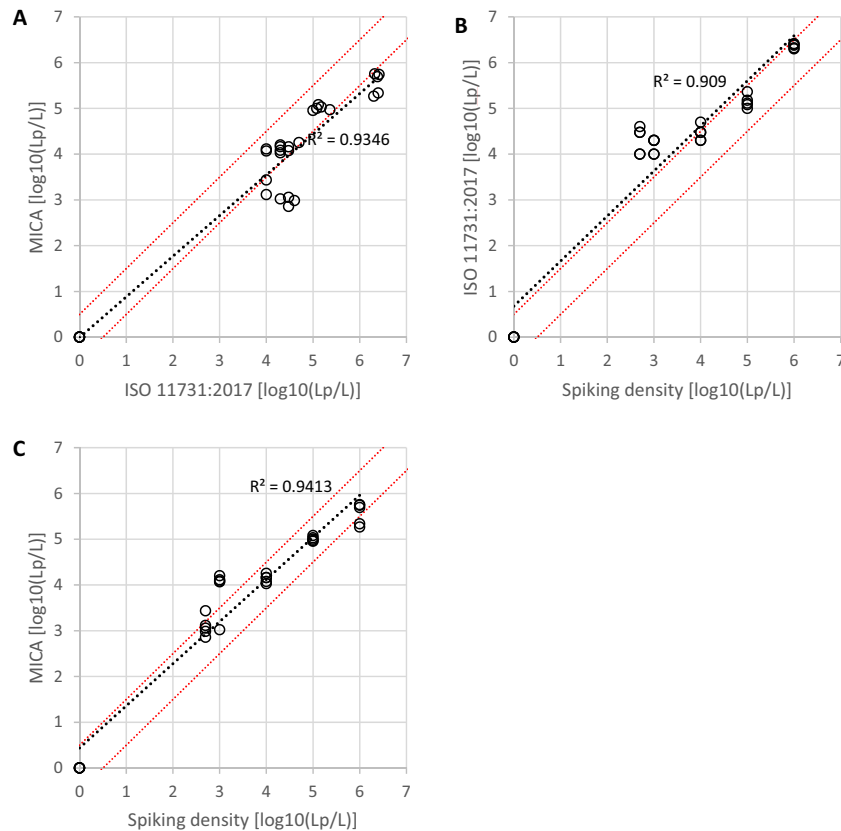 A
7
6
5
4
3
2
1
0
MICA [log10(Lp/L)]
R² = 0.9346
0 1 2 3 4 5 6 7
ISO 11731:2017 [log10(Lp/L)]
B
7
6
5
4
3
2
1
0
ISO 11731:2017 [log10(Lp/L)]
R² = 0.909
0 1 2 3 4 5 6 7
Spiking density [log10(Lp/L)]
C
7
6
5
4
3
2
1
0
MICA [log10(Lp/L)]
R² = 0.9413
0 1 2 3 4 5 6 7
Spiking density [log10(Lp/L)]